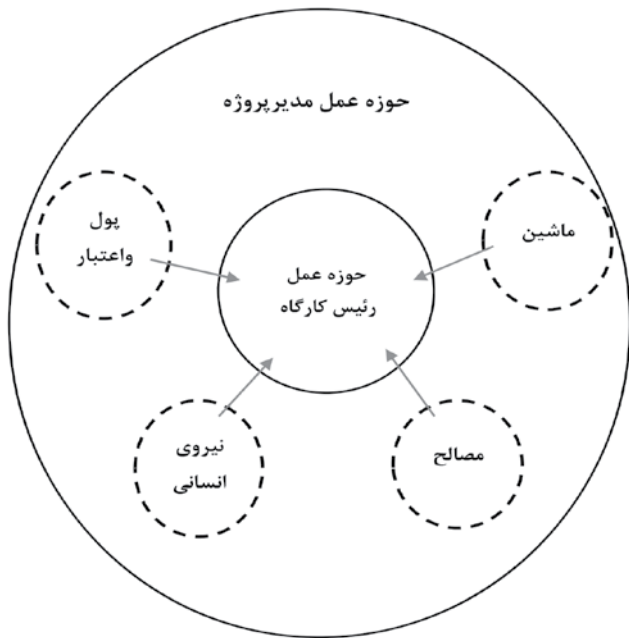 حوزه عمل مدیرپروژه
ماشین
پول
واعتبار
حوزه عمل
رئیس کارگاه
مصالح
نیروی
انسانی